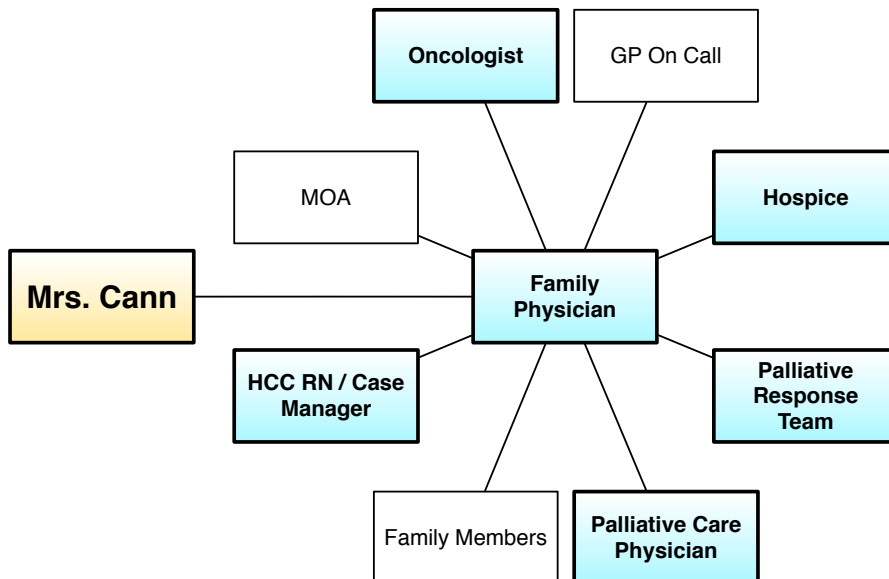 Oncologist
GP On Call
MOA
Hospice
Mrs. Cann
Family
Physician
HCC RN / Case
Manager
Palliative
Response
Team
Family Members
Palliative Care
Physician